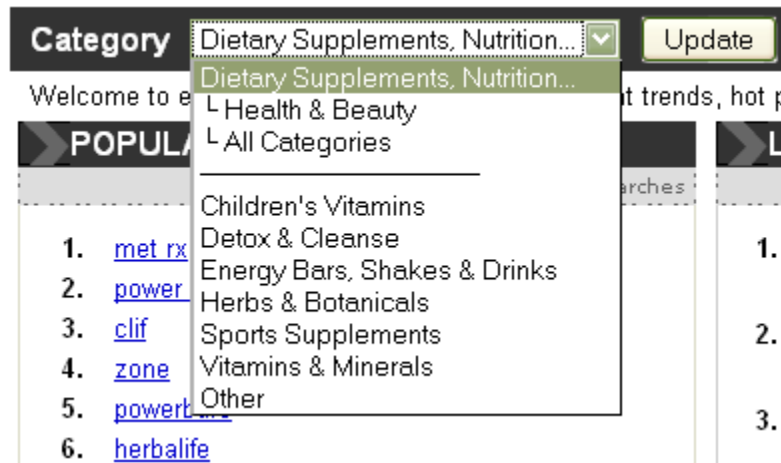 Category Dietary Supplements, Nutrition... Update
Dietary Supplements, Nutrition...
Welcome to e t trends, hot p
└ Health & Beauty
POPUL L
└ All Categories
arches
Children's Vitamins
1. met rx 1.
Detox & Cleanse
Energy Bars, Shakes & Drinks
2. power
Herbs & Botanicals
3. clif 2.
Sports Supplements
4. zone
Vitamins & Minerals
Other
5. powerb
3.
6. herbalife